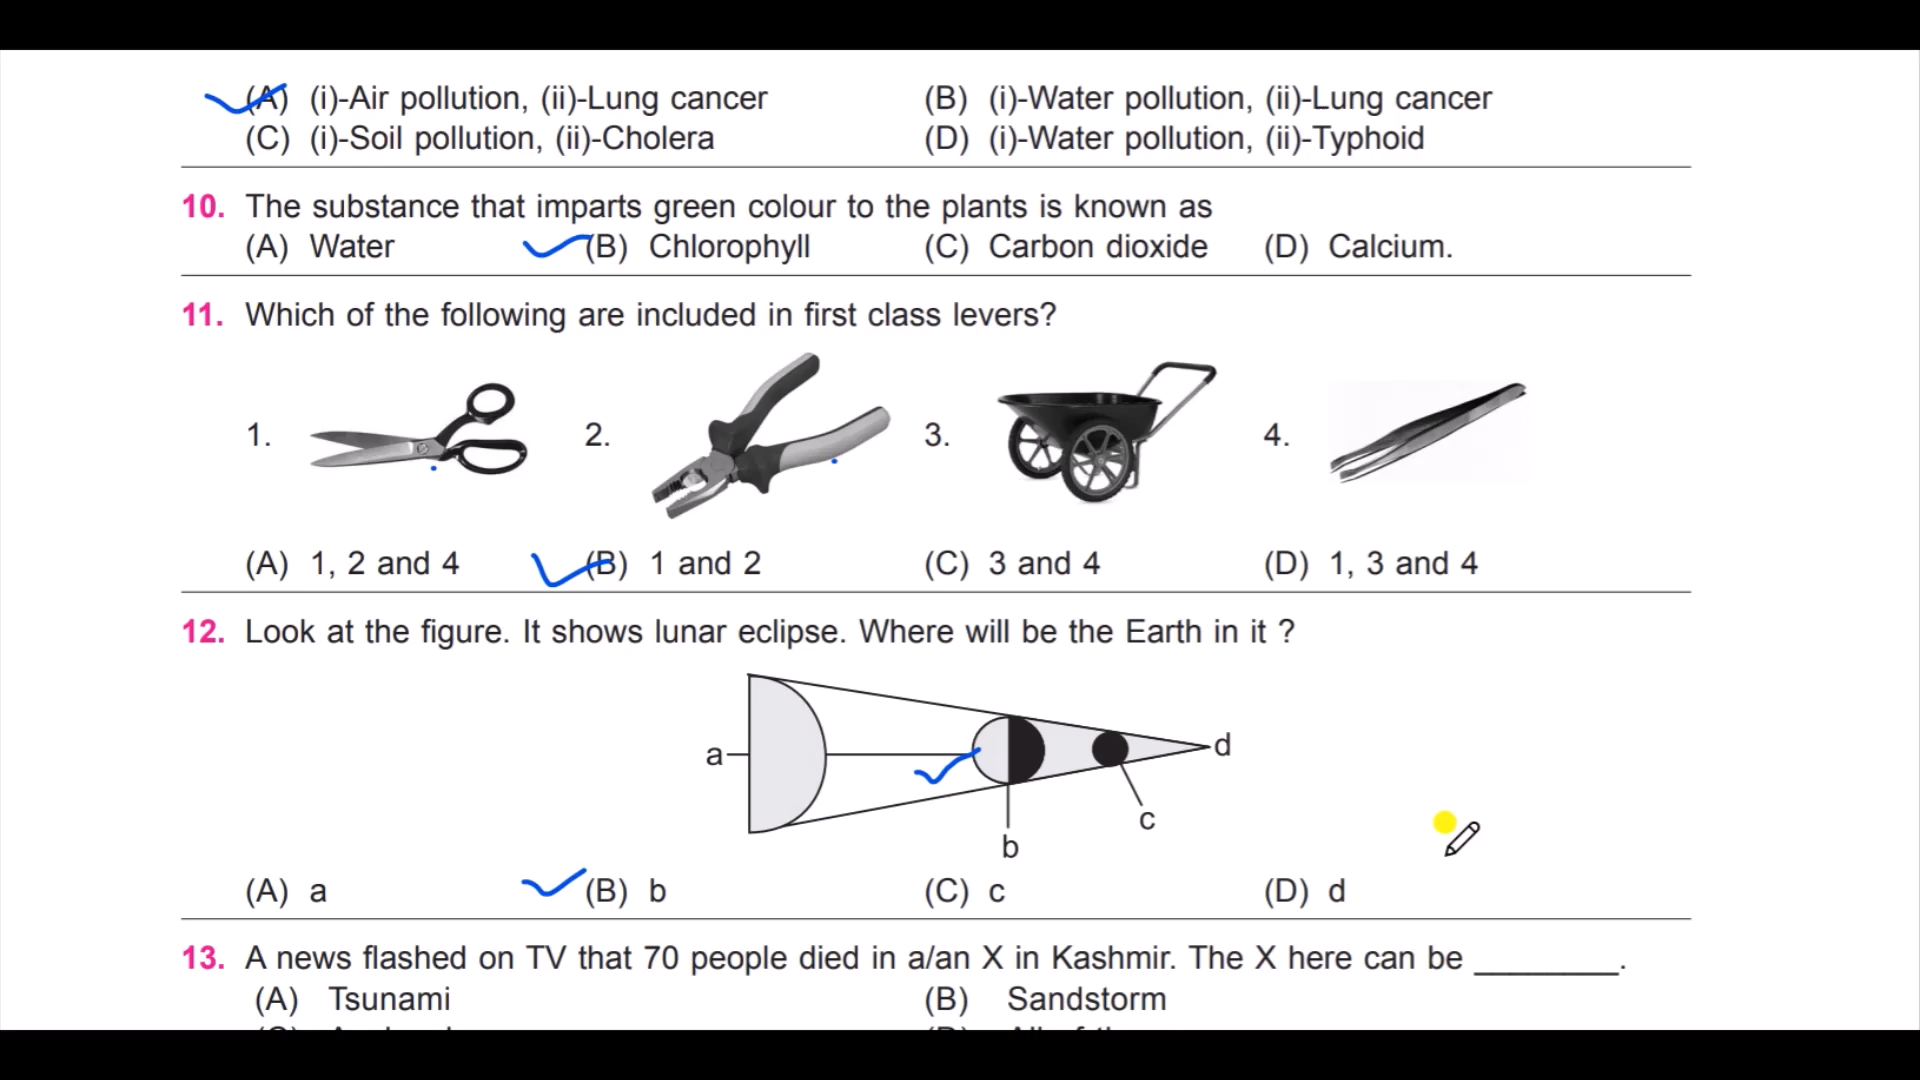 (A) (i)-Air pollution, (ii)-Lung cancer (B) (i)-Water pollution, (ii)-Lung cancer
(C) (i)-Soil pollution, (ii)-Cholera (D) (i)-Water pollution, (ii)-Typhoid
10. The substance that imparts green colour to the plants is known as
(A) Water (B) Chlorophyll (C) Carbon dioxide (D) Calcium.
11. Which of the following are included in first class levers?
1. 2. 3. 4.
(A) 1, 2 and 4 (B) 1 and 2 (C) 3 and 4 (D) 1, 3 and 4
12. Look at the figure. It shows lunar eclipse. Where will be the Earth in it ?
a d
c
b
(A) a (B) b (C) c (D) d
13. A news flashed on TV that 70 people died in a/an X in Kashmir. The X here can be ________.
(A) Tsunami (B) Sandstorm